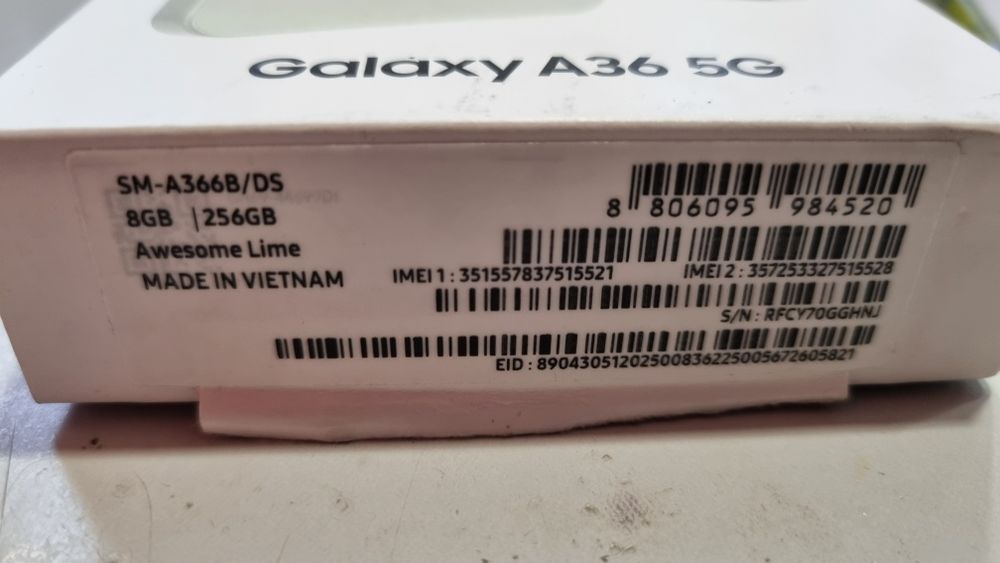 Galaxy A36 5G
SM-A366B/DS
8GB | 256GB
Awesome Lime
MADE IN VIETNAM
8 806095 984520
IMEI 1 : 351557837515521
IMEI 2 : 357253327515528
S/N : RFCY70GGHNJ
EID : 89043051202500836225005672605821